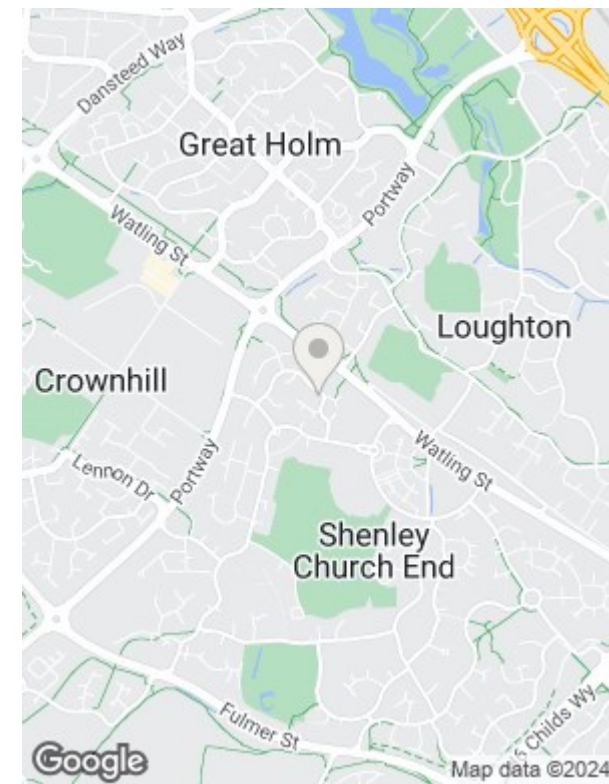 Dansteed Way
Great Holm
Portway
Watling St
Loughton
Crownhill
Portway
Watling St
Lennon Dr
Shenley
Church End
Childs Wy
Fulmer St
Google
Map data ©2024